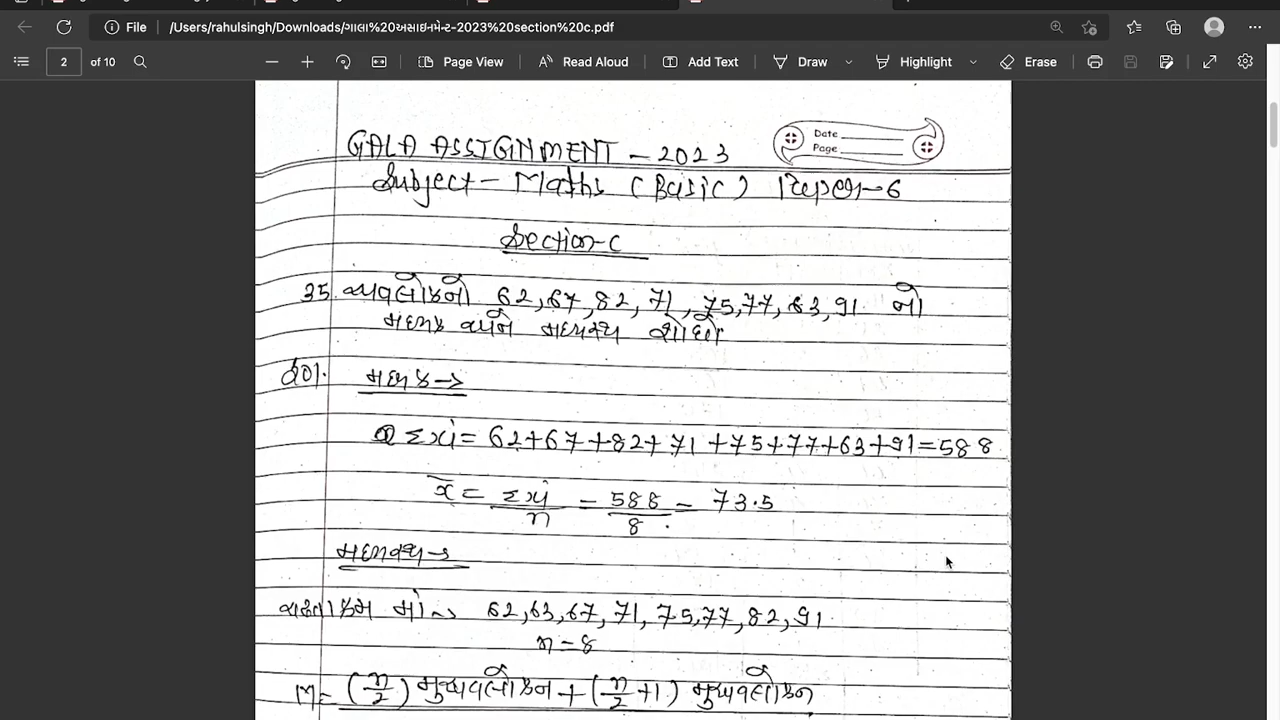 File /Users/rahulsingh/Downloads/ગાલા%20અસાઇનમેન્ટ-2023%20section%20c.pdf
2 of 10 Page View Read Aloud Add Text Draw Highlight Erase
Date
Page
GALA ASSIGNMENT - 2023
Subject - Maths (Basic) પેપર-6
Section-C
35. અવલોકનો 62, 67, 82, 71, 75, 77, 63, 91 નો
મધ્યક અને મધ્યસ્થ શોધો
મધ્યક →
Σxi = 62+67+82+71+75+77+63+91=588
x̄ = Σxi/n = 588/8 = 73.5
મધ્યસ્થ →
62, 63, 67, 71, 75, 77, 82, 91
n = 8
M = (n/2) મું અવલોકન + (n/2 +1) મું અવલોકન